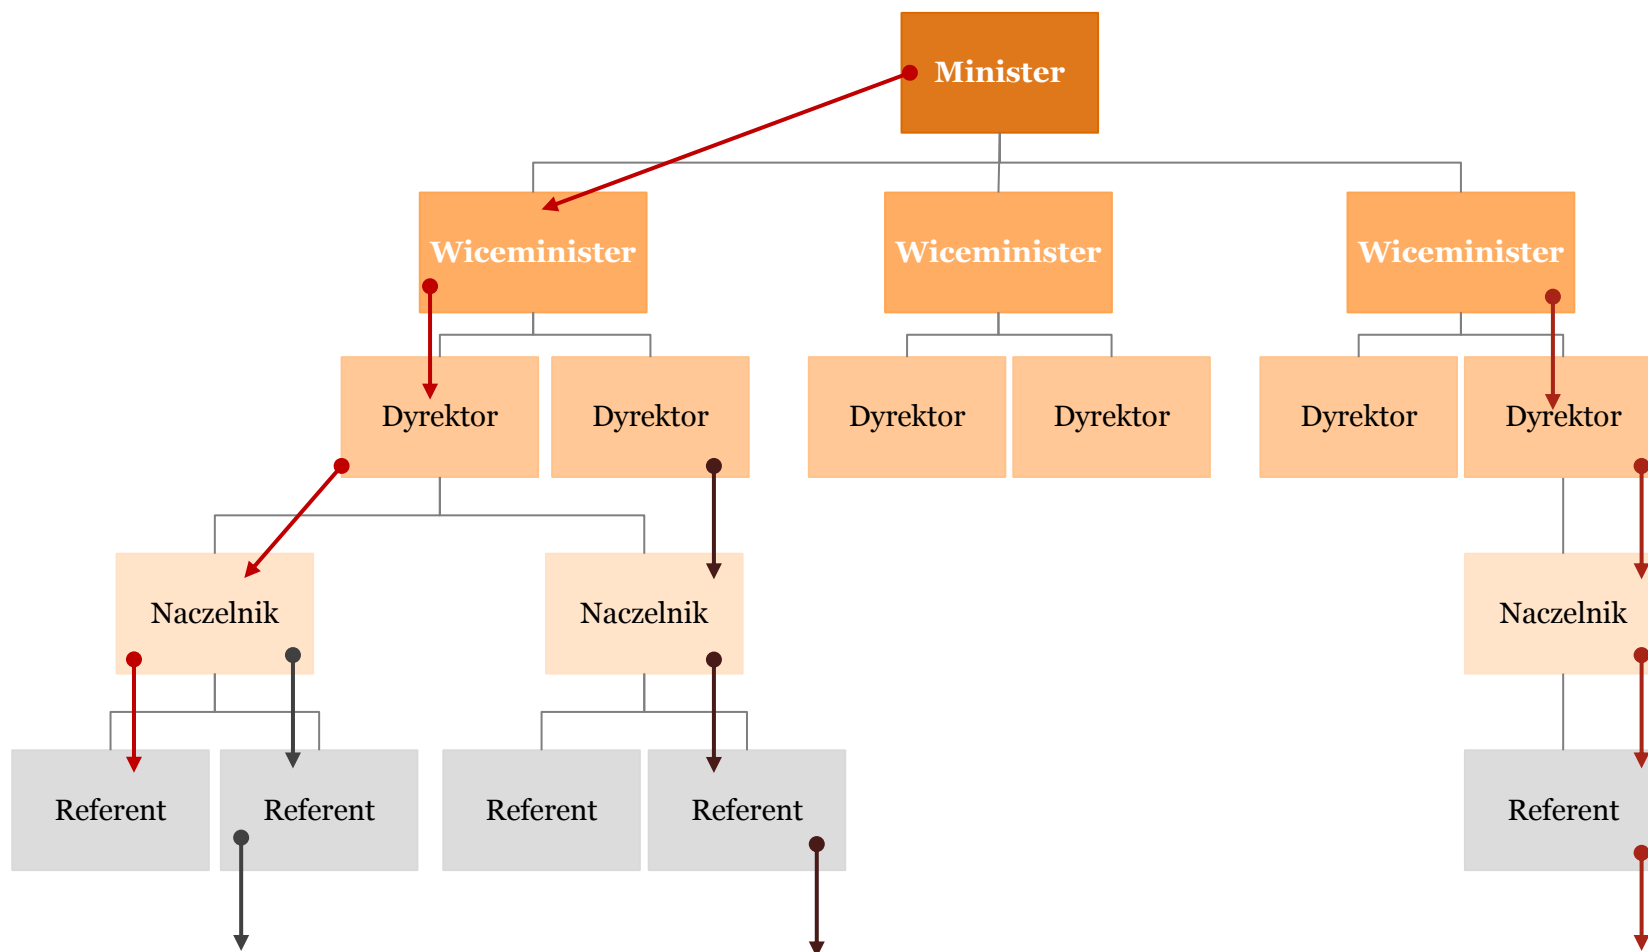 Minister
Wiceminister
Wiceminister
Wiceminister
Dyrektor
Dyrektor
Dyrektor
Dyrektor
Dyrektor
Dyrektor
Naczelnik
Naczelnik
Naczelnik
Referent
Referent
Referent
Referent
Referent